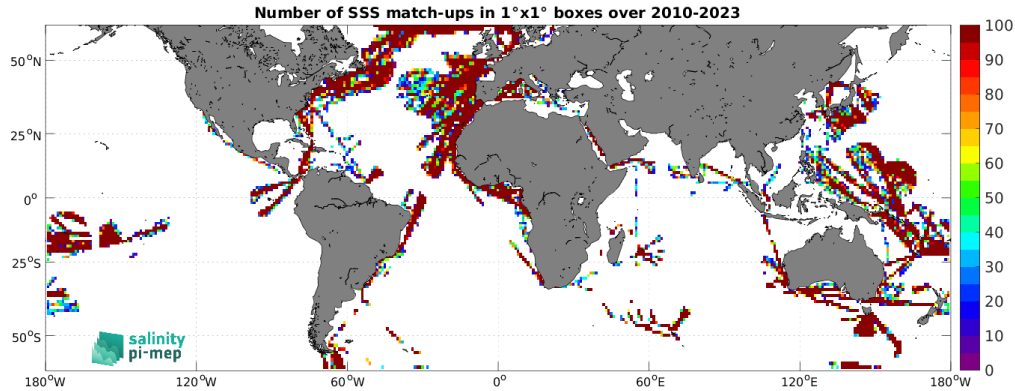 Number of SSS match-ups in 1°x1° boxes over 2010-2023
50°N
25°N
0°
25°S
50°S
180°W
120°W
60°W
0°
60°E
120°E
180°W
100
90
80
70
60
50
40
30
20
10
0
salinity
pi-mep